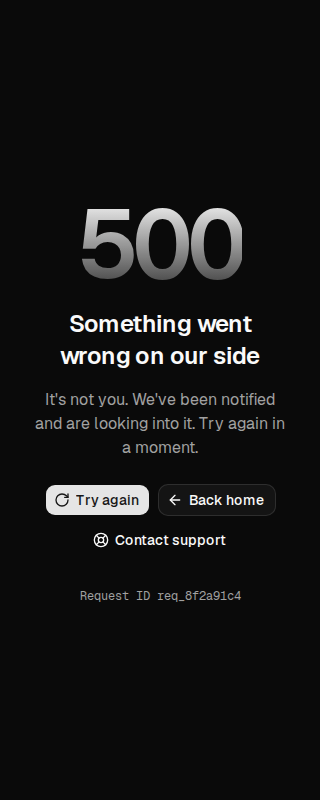 500
Something went
wrong on our side
It's not you. We've been notified
and are looking into it. Try again in
a moment.
Try again
Back home
Contact support
Request ID req_8f2a91c4